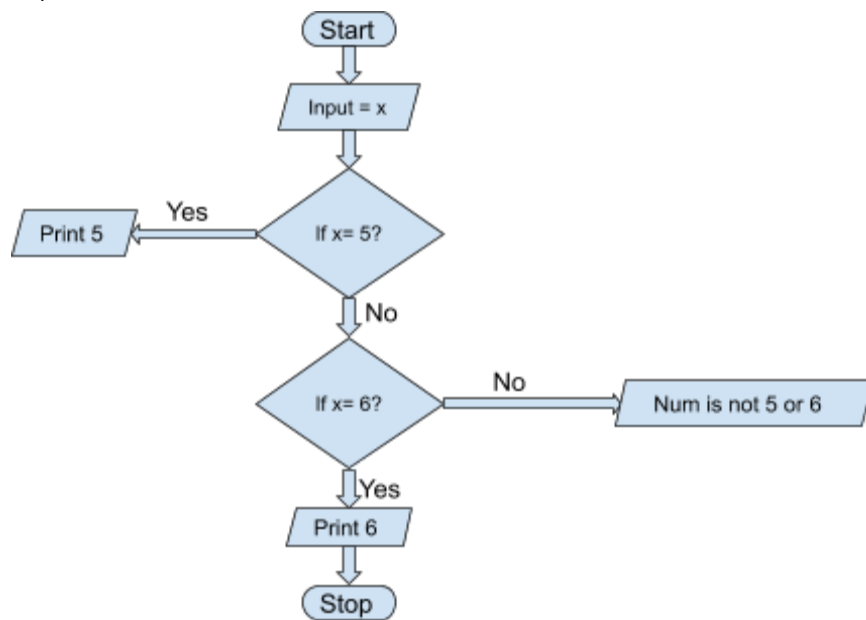 Start
Input = x
If x= 5?
Yes
Print 5
No
If x= 6?
No
Num is not 5 or 6
Yes
Print 6
Stop